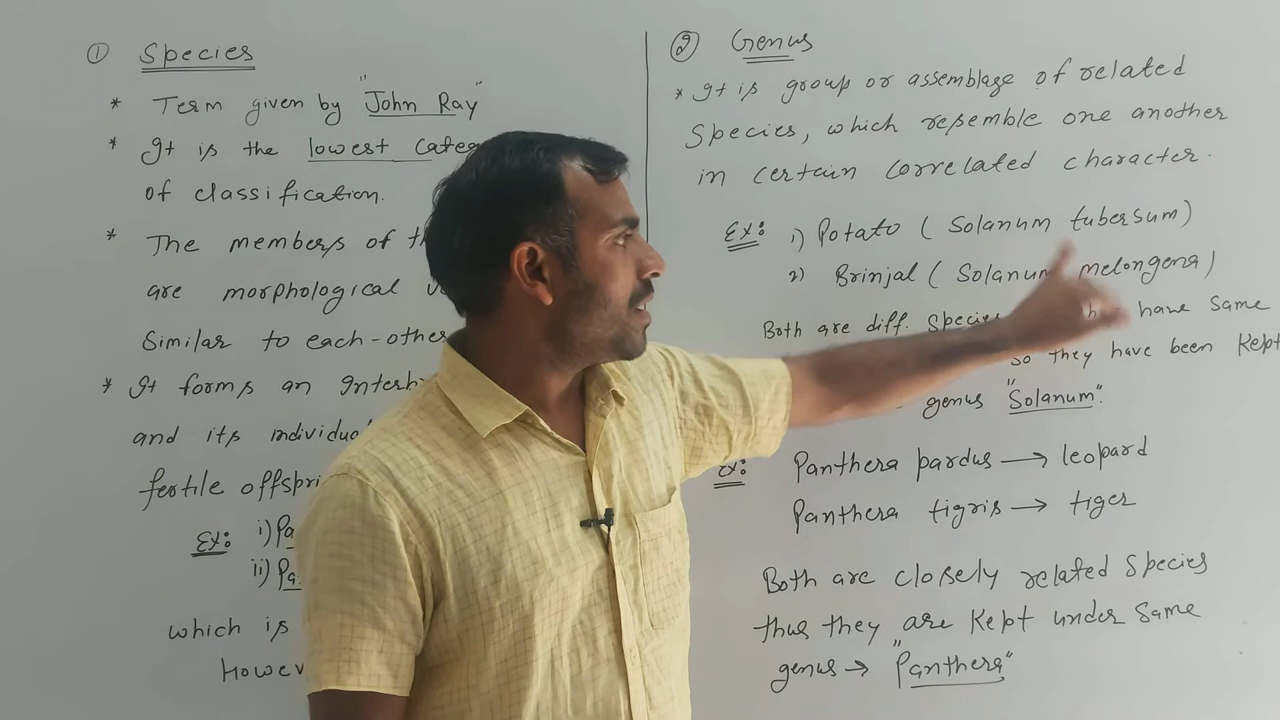 ① Species
* Term given by "John Ray"
* It is the lowest
of classification.
* The members of
are morphological
Similar to each-other
* It forms an
and its
fertile
Ex: i)
ii)
which is
② Genus
* It is group or assemblage of related
Species, which resemble one another
in certain correlated character.
Ex: 1) Potato ( Solanum tubersum)
2) Brinjal ( Solanum melongena)
Both are diff. have Same
so they have been Kept
genus "Solanum".
Ex: Panthera pardus → leopard
Panthera tigris → tiger
Both are closely related Species
thus they are Kept under Same
genus → "Panthera"